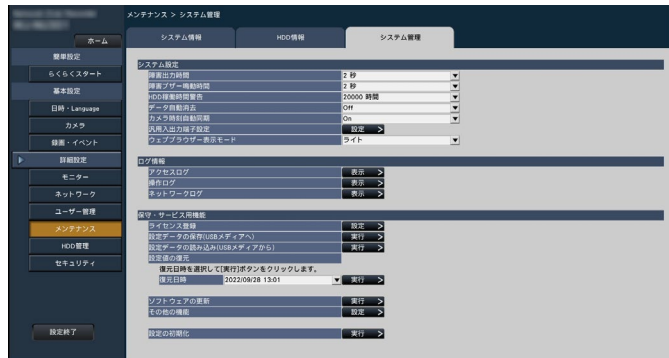 メンテナンス > システム管理
ホーム
システム情報
HDD情報
システム管理
簡単設定
らくらくスタート
基本設定
日時・Language
カメラ
録画・イベント
詳細設定
モニター
ネットワーク
ユーザー管理
メンテナンス
HDD管理
セキュリティ
設定終了
システム設定
障害出力時間 2 秒
障害ブザー鳴動時間 2 秒
HDD稼働時間警告 20000 時間
データ自動消去 Off
カメラ時刻自動同期 On
汎用入出力端子設定 設定 >
ウェブブラウザー表示モード ライト
ログ情報
アクセスログ 表示 >
操作ログ 表示 >
ネットワークログ 表示 >
保守・サービス用機能
ライセンス登録 設定 >
設定データの保存(USBメディアへ) 実行 >
設定データの読み込み(USBメディアから) 実行 >
設定値の復元
復元日時を選択して[実行]ボタンをクリックします。
復元日時 2022/09/28 13:01 実行 >
ソフトウェアの更新 実行 >
その他の機能 設定 >
設定の初期化 実行 >